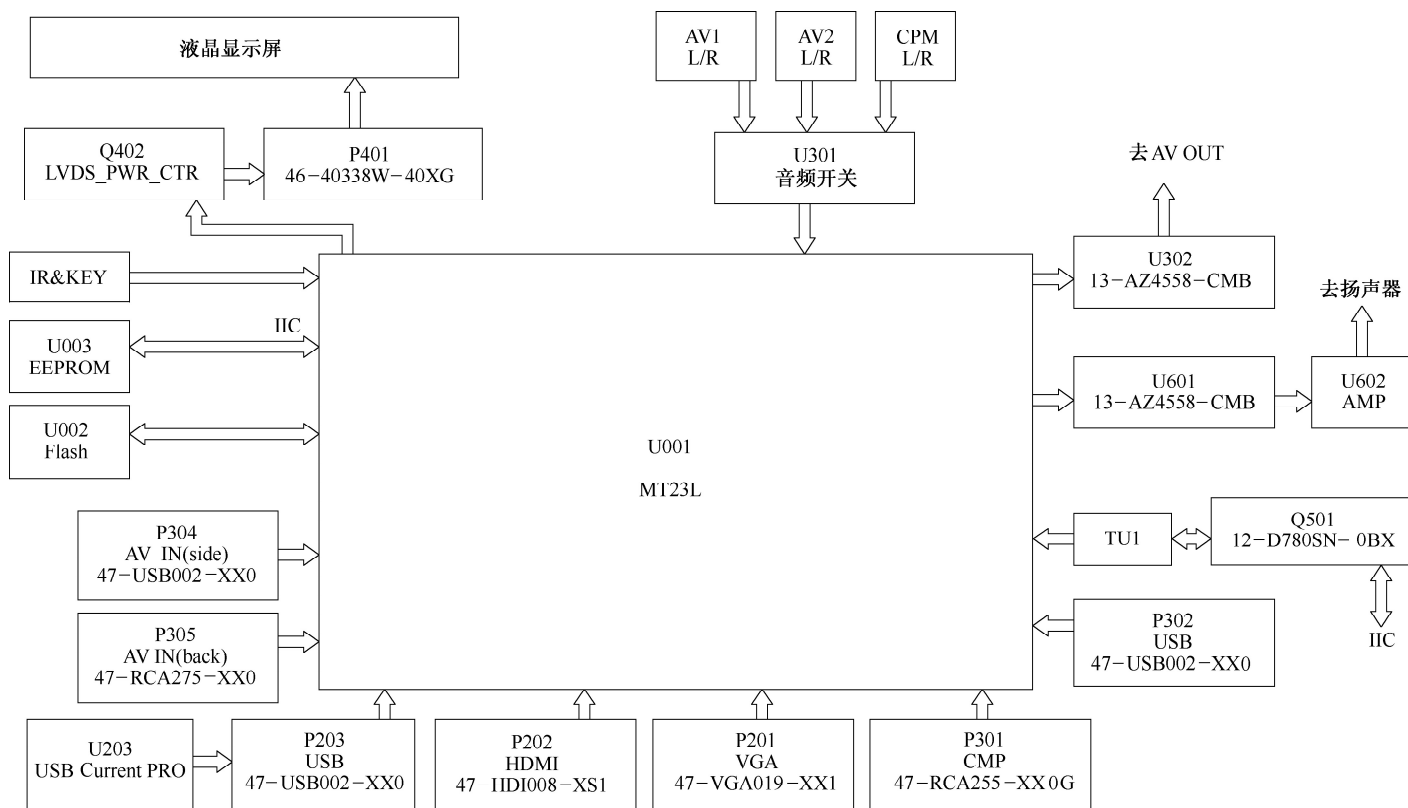 液晶显示屏
AV1
L/R
AV2
L/R
CPM
L/R
Q402
LVDS_PWR_CTR
P401
46-40338W-40XG
U301
音频开关
去AV OUT
IR&KEY
U302
13-AZ4558-CMB
去扬声器
IIC
U003
EEPROM
U601
13-AZ4558-CMB
U602
AMP
U002
Flash
U001
MT23L
P304
AV IN(side)
47-USB002-XX0
TU1
Q501
12-D780SN-0BX
P305
AV IN(back)
47-RCA275-XX0
P302
USB
47-USB002-XX0
IIC
U203
USB Current PRO
P203
USB
47-USB002-XX0
P202
HDMI
47-HDI008-XS1
P201
VGA
47-VGA019-XX1
P301
CMP
47-RCA255-XX0G